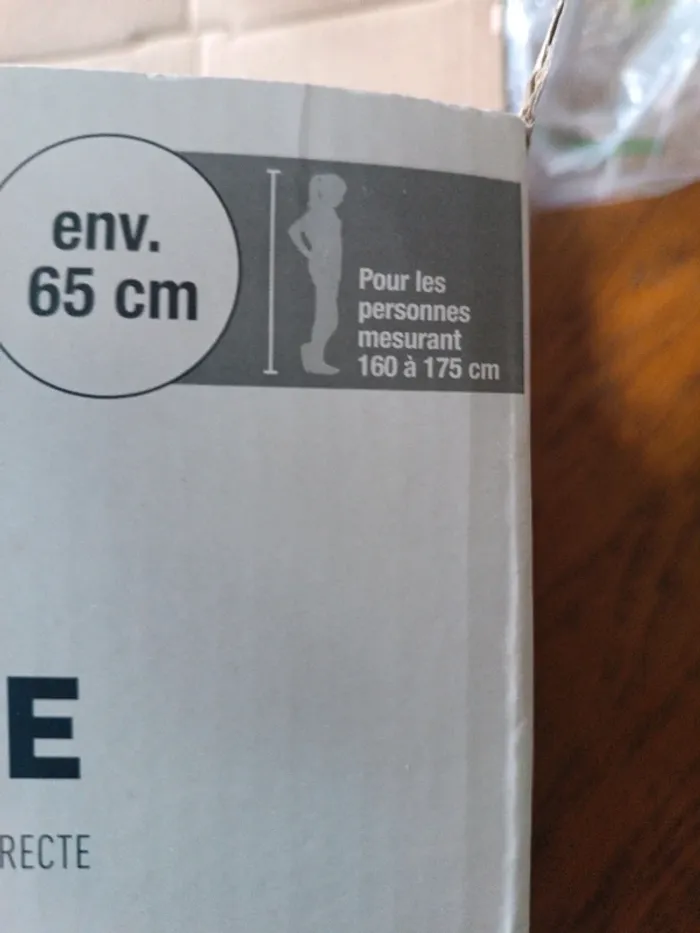 env.
65 cm
Pour les
personnes
mesurant
160 à 175 cm
E
RECTE